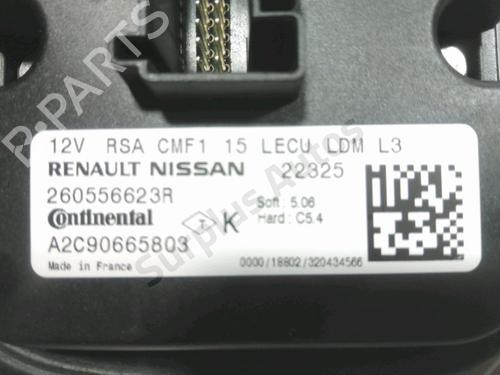 12V RSA CMF1 15 LECU LDM L3
RENAULT NISSAN 22325
260556623R
Soft : 5.06
Hard : C5.4
Continental K
A2C90665803
Made in France
0000/18802/320434566
B-PARTS
Surplus Autos